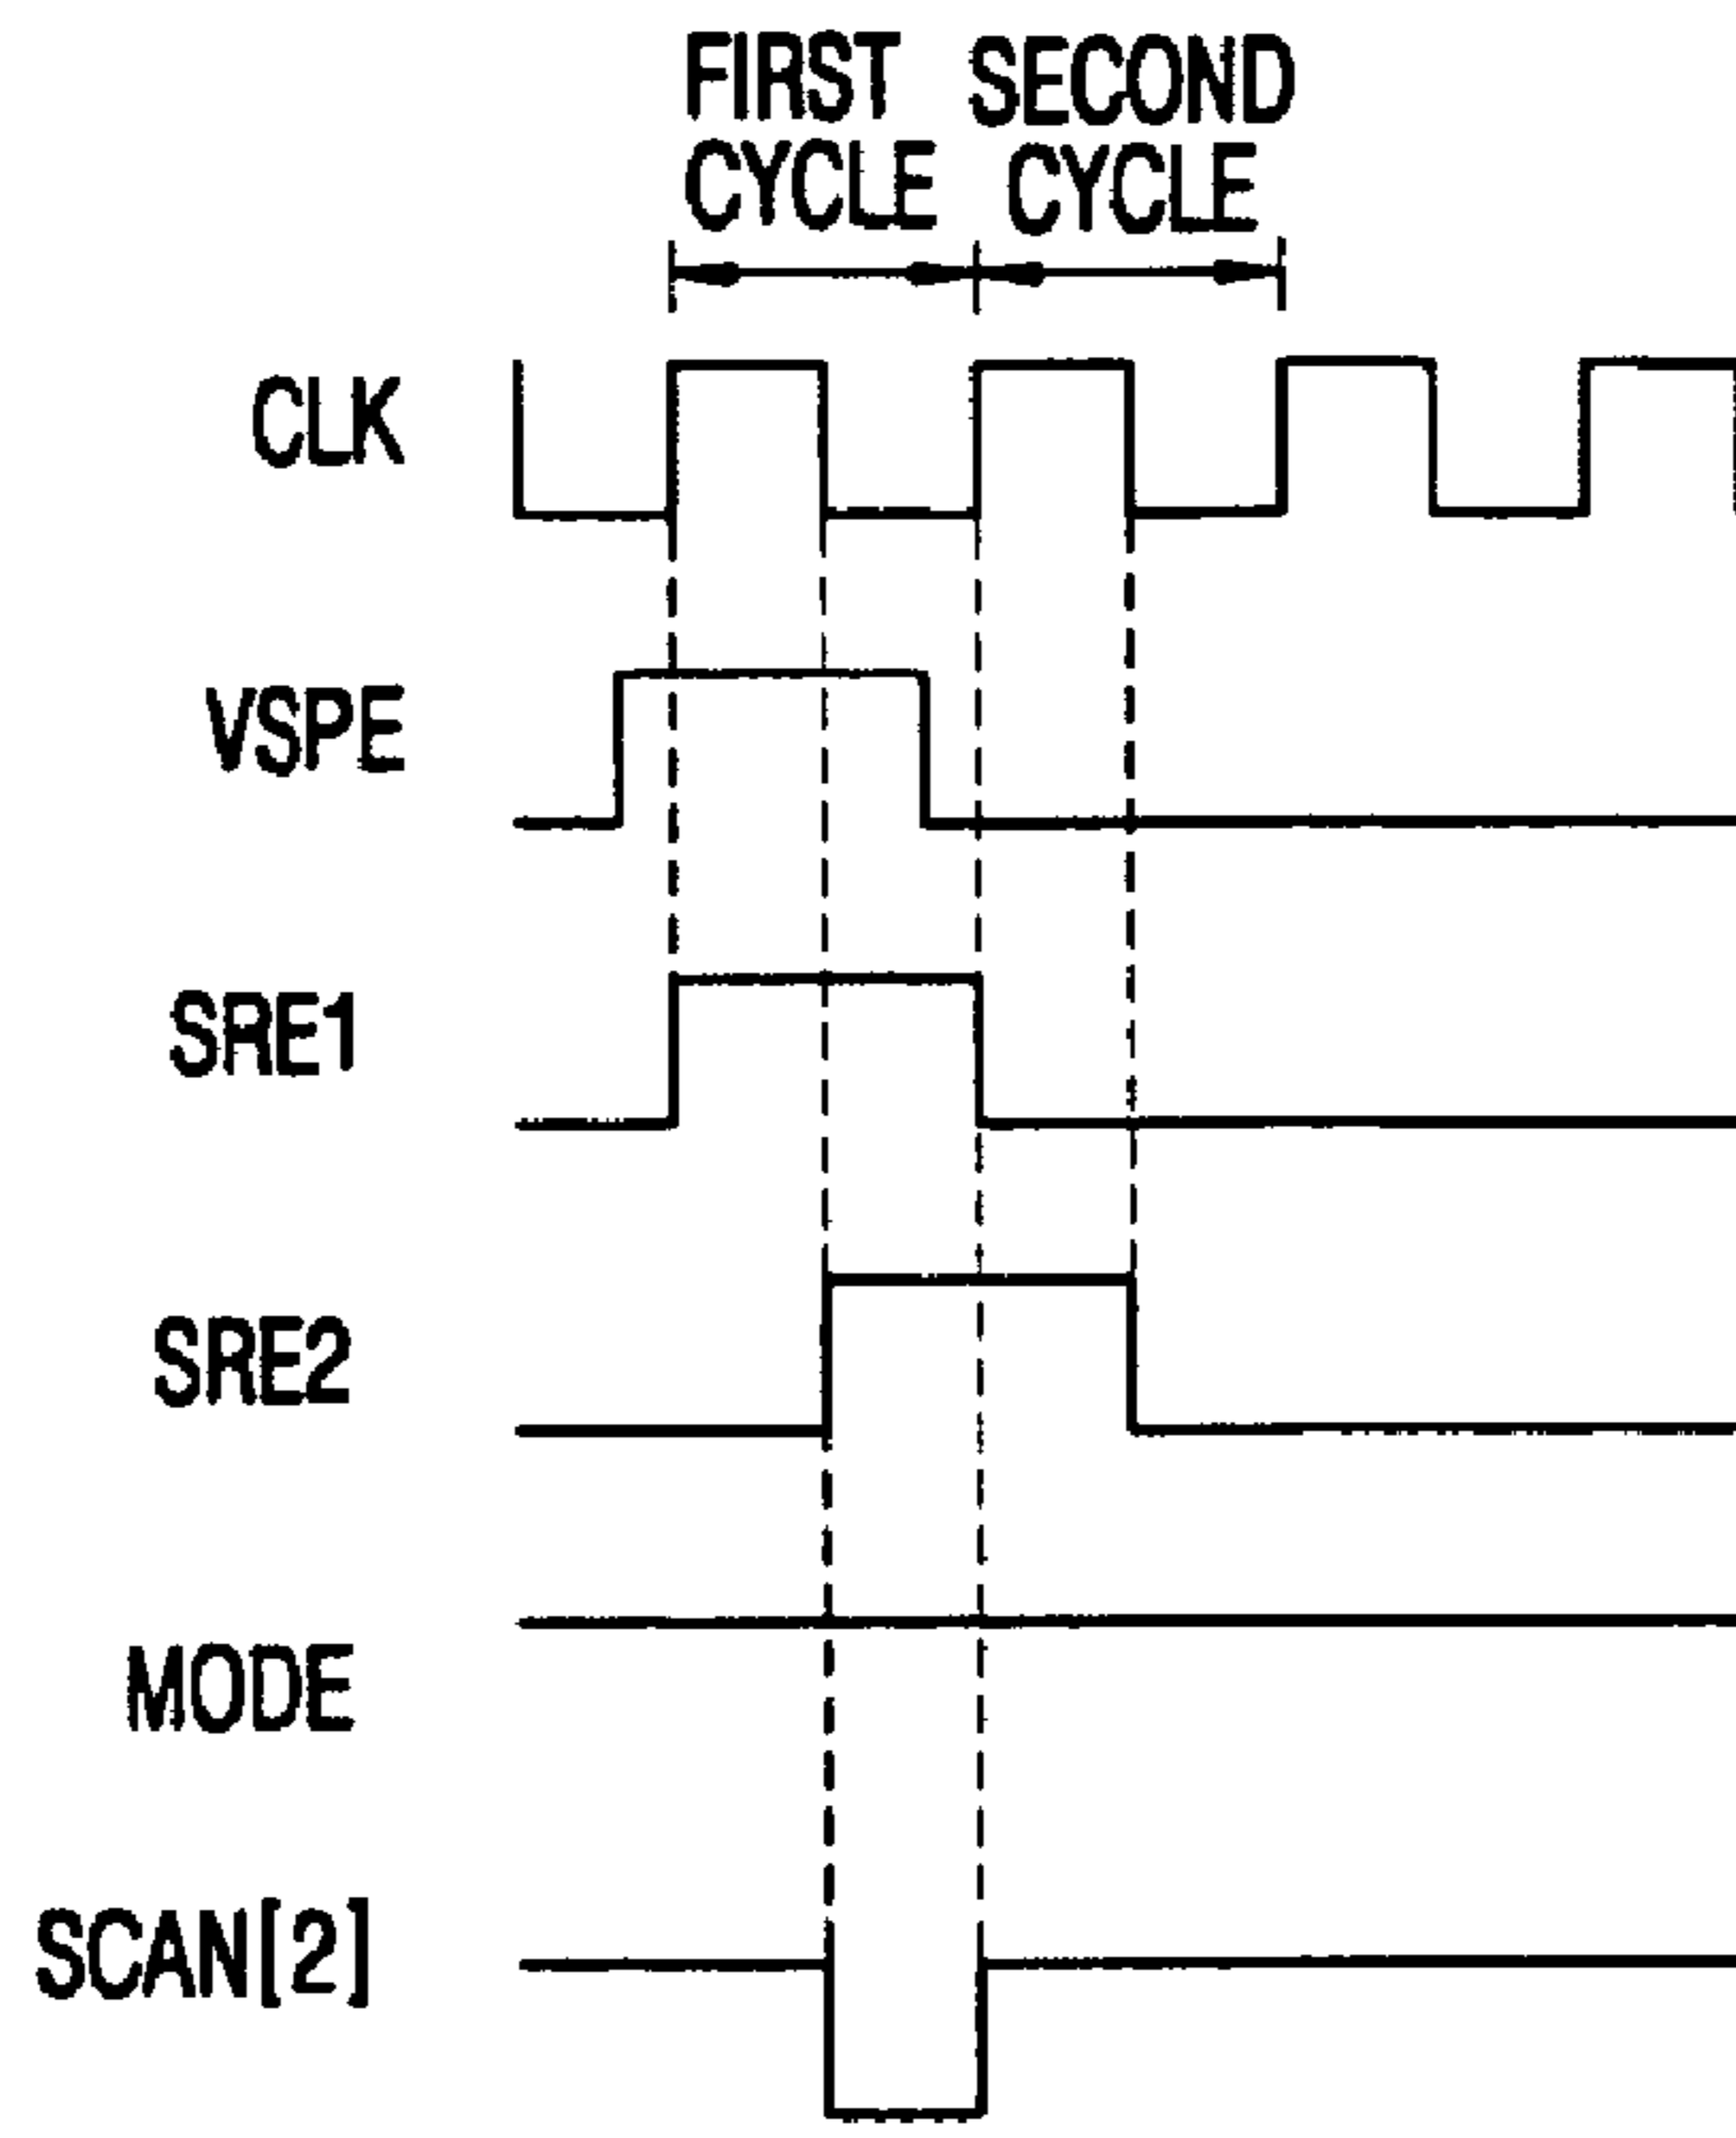 FIRST SECOND
CYCLE CYCLE
CLK
VSPE
SRE1
SRE2
MODE
SCAN[2]